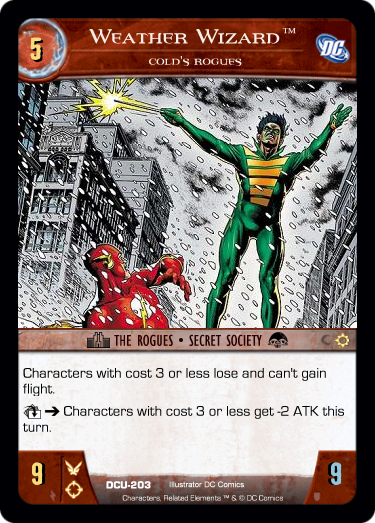 5
WEATHER WIZARD™
DC
COLD'S ROGUES
THE ROGUES • SECRET SOCIETY
Characters with cost 3 or less lose and can't gain
flight.
➔ Characters with cost 3 or less get -2 ATK this
turn.
9
DCU-203 Illustrator DC Comics
9
Characters, Related Elements ™ & © DC Comics